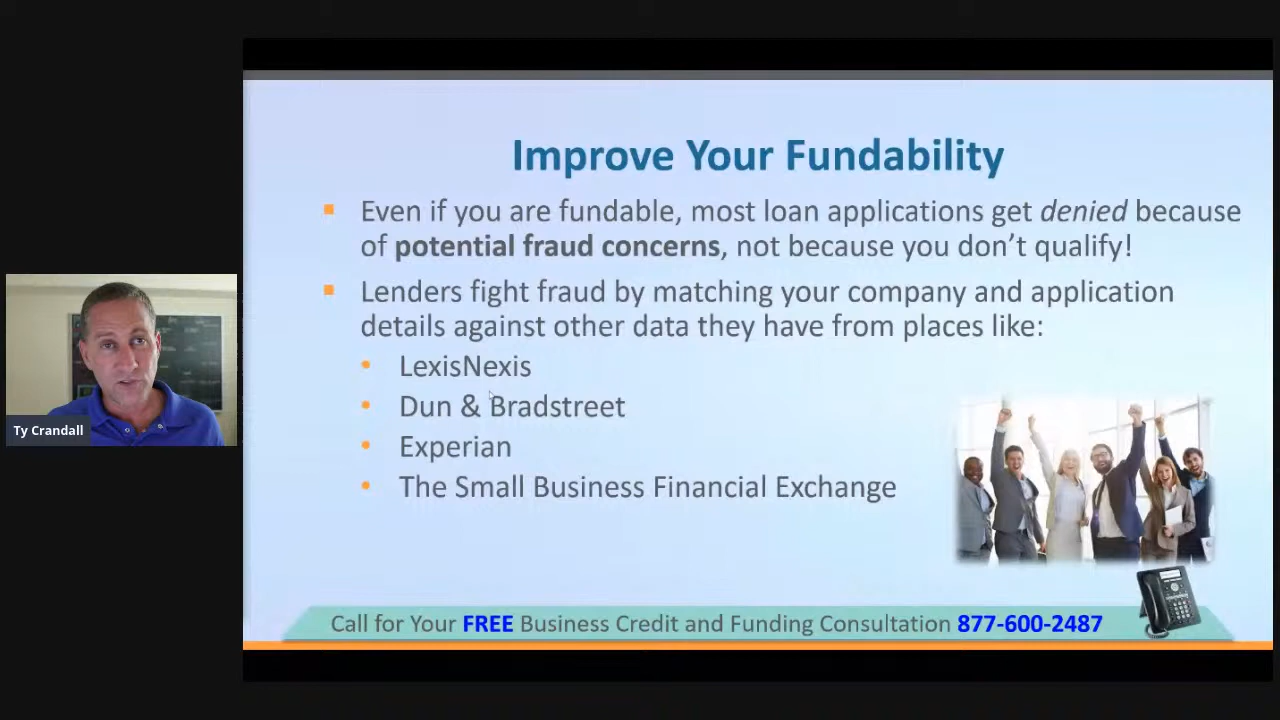 Improve Your Fundability
Even if you are fundable, most loan applications get denied because
of potential fraud concerns, not because you don't qualify!
Lenders fight fraud by matching your company and application
details against other data they have from places like:
LexisNexis
Dun & Bradstreet
Experian
The Small Business Financial Exchange
Ty Crandall
Call for Your FREE Business Credit and Funding Consultation 877-600-2487